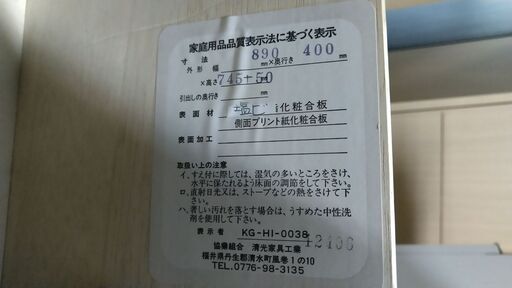 家庭用品品質表示法に基づく表示
寸法
外形 幅 890 mm × 奥行き 400 mm
× 高さ 745+50 mm
引出しの奥行き mm
表面材 塩ビ 化粧合板
側面プリント紙化粧合板
表面加工
取扱い上の注意
イ、すえ付に際しては、湿気の多いところをさけ、
水平に保たれるよう床面の調節をして下さい。
ロ、直射日光又は、ストーブなどの熱をさけて下さい。
ハ、著しい汚れを落とす場合は、うすめた中性洗
剤を使用して下さい。
表示者 KG-HI-0038
協業組合 清光家具工業
福井県丹生郡清水町風巻1の10
TEL.0776-98-3135